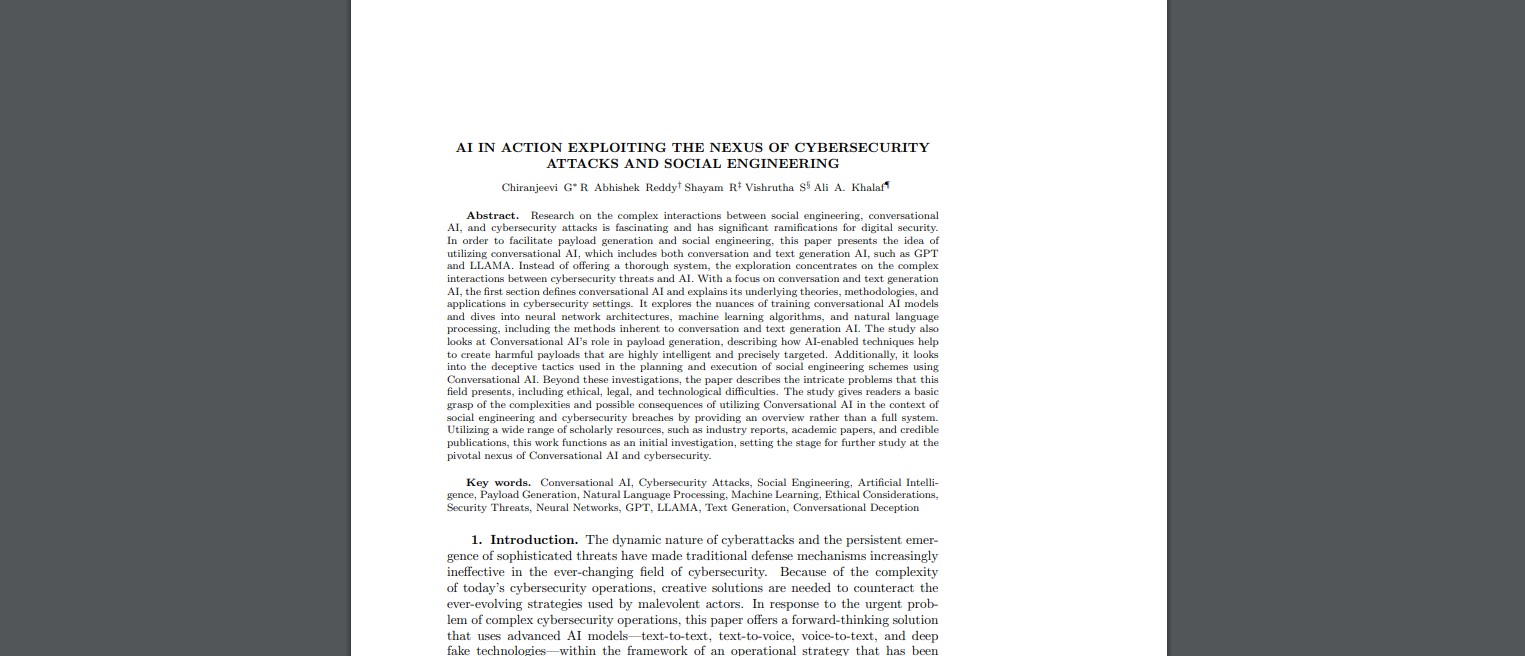 AI IN ACTION EXPLOITING THE NEXUS OF CYBERSECURITY
ATTACKS AND SOCIAL ENGINEERING
Chiranjeevi G* R Abhishek Reddy† Shayam R‡ Vishrutha S§ Ali A. Khalaf¶
Abstract. Research on the complex interactions between social engineering, conversational
AI, and cybersecurity attacks is fascinating and has significant ramifications for digital security.
In order to facilitate payload generation and social engineering, this paper presents the idea of
utilizing conversational AI, which includes both conversation and text generation AI, such as GPT
and LLAMA. Instead of offering a thorough system, the exploration concentrates on the complex
interactions between cybersecurity threats and AI. With a focus on conversation and text generation
AI, the first section defines conversational AI and explains its underlying theories, methodologies, and
applications in cybersecurity settings. It explores the nuances of training conversational AI models
and dives into neural network architectures, machine learning algorithms, and natural language
processing, including the methods inherent to conversation and text generation AI. The study also
looks at Conversational AI's role in payload generation, describing how AI-enabled techniques help
to create harmful payloads that are highly intelligent and precisely targeted. Additionally, it looks
into the deceptive tactics used in the planning and execution of social engineering schemes using
Conversational AI. Beyond these investigations, the paper describes the intricate problems that this
field presents, including ethical, legal, and technological difficulties. The study gives readers a basic
grasp of the complexities and possible consequences of utilizing Conversational AI in the context of
social engineering and cybersecurity breaches by providing an overview rather than a full system.
Utilizing a wide range of scholarly resources, such as industry reports, academic papers, and credible
publications, this work functions as an initial investigation, setting the stage for further study at the
pivotal nexus of Conversational AI and cybersecurity.
Key words. Conversational AI, Cybersecurity Attacks, Social Engineering, Artificial Intelli-
gence, Payload Generation, Natural Language Processing, Machine Learning, Ethical Considerations,
Security Threats, Neural Networks, GPT, LLAMA, Text Generation, Conversational Deception
1. Introduction. The dynamic nature of cyberattacks and the persistent emer-
gence of sophisticated threats have made traditional defense mechanisms increasingly
ineffective in the ever-changing field of cybersecurity. Because of the complexity
of today's cybersecurity operations, creative solutions are needed to counteract the
ever-evolving strategies used by malevolent actors. In response to the urgent prob-
lem of complex cybersecurity operations, this paper offers a forward-thinking solution
that uses advanced AI models—text-to-text, text-to-voice, voice-to-text, and deep
fake technologies—within the framework of an operational strategy that has been